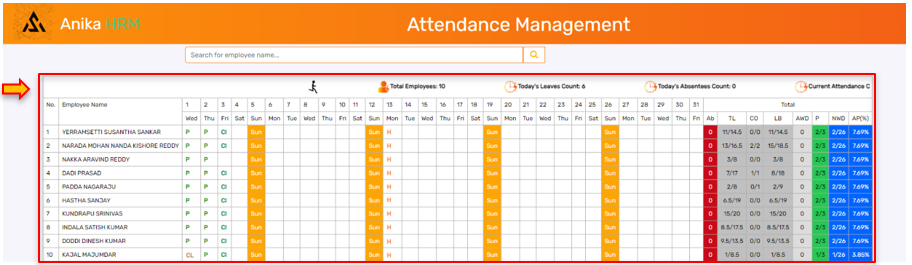 Anika HRM Attendance Management
Search for employee name...
Total Employees: 10 Today's Leaves Count: 6 Today's Absentees Count: 0 Current Attendance C
No. Employee Name 1 2 3 4 5 6 7 8 9 10 11 12 13 14 15 16 17 18 19 20 21 22 23 24 25 26 27 28 29 30 31 Total
Wed Thu Fri Sat Sun Mon Tue Wed Thu Fri Sat Sun Mon Tue Wed Thu Fri Sat Sun Mon Tue Wed Thu Fri Sat Sun Mon Tue Wed Thu Fri Ab TL CO LB AWD P NWD AP(%)
1 YERRAMSETTI SUSANTHA SANKAR P P Cl Sun Sun H Sun Sun 0 11/14.5 0/0 11/14.5 0 2/3 2/26 7.69%
2 NARADA MOHAN NANDA KISHORE REDDY P P Cl Sun Sun H Sun Sun 0 13/16.5 2/2 15/18.5 0 2/3 2/26 7.69%
3 NAKKA ARAVIND REDDY P P Sun Sun H Sun Sun 0 3/8 0/0 3/8 0 2/3 2/26 7.69%
4 DADI PRASAD P P Cl Sun Sun H Sun Sun 0 7/17 1/1 8/18 0 2/3 2/26 7.69%
5 PADDA NAGARAJU P P Cl Sun Sun H Sun Sun 0 2/8 0/1 2/9 0 2/3 2/26 7.69%
6 HASTHA SANJAY P P Cl Sun Sun H Sun Sun 0 6.5/19 0/0 6.5/19 0 2/3 2/26 7.69%
7 KUNDRAPU SRINIVAS P P Cl Sun Sun H Sun Sun 0 15/20 0/0 15/20 0 2/3 2/26 7.69%
8 INDALA SATISH KUMAR P P Cl Sun Sun H Sun Sun 0 8.5/17.5 0/0 8.5/17.5 0 2/3 2/26 7.69%
9 DODDI DINESH KUMAR P P Cl Sun Sun H Sun Sun 0 9.5/13.5 0/0 9.5/13.5 0 2/3 2/26 7.69%
10 KAJAL MAJUMDAR CL P Cl Sun Sun H Sun Sun 0 1/8.5 0/0 1/8.5 0 1/3 1/26 3.85%